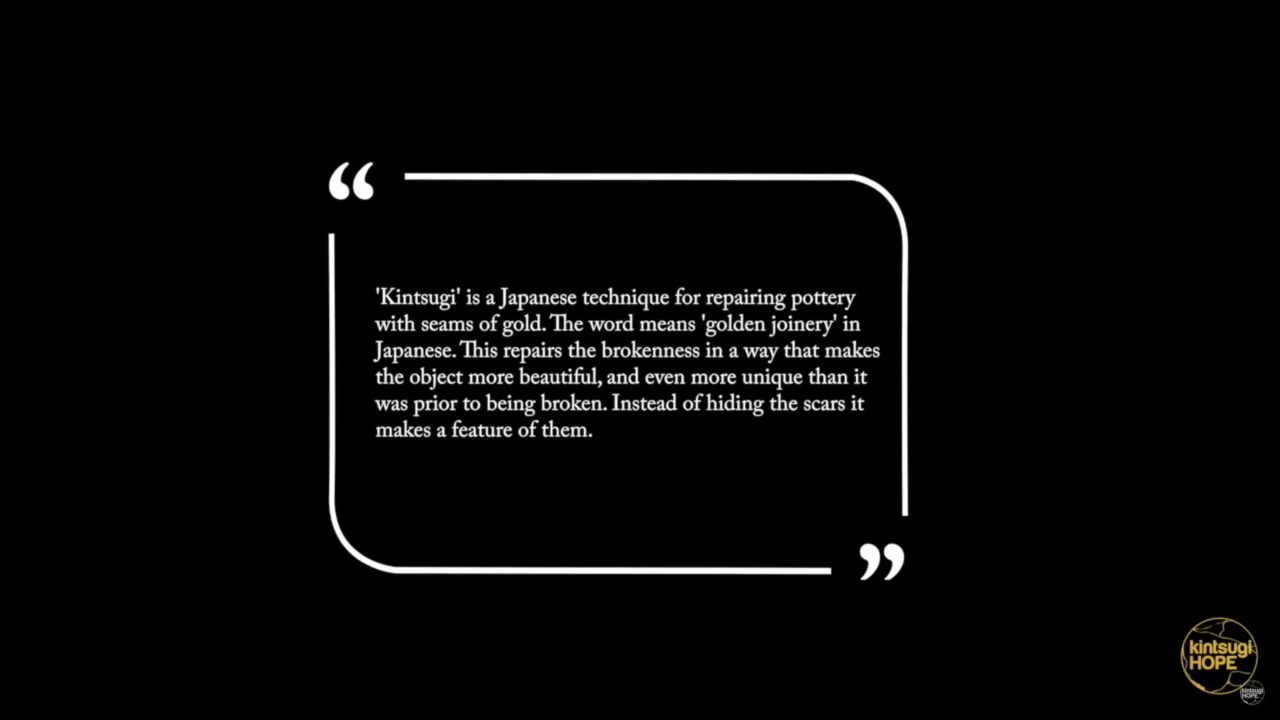 “
'Kintsugi' is a Japanese technique for repairing pottery
with seams of gold. The word means 'golden joinery' in
Japanese. This repairs the brokenness in a way that makes
the object more beautiful, and even more unique than it
was prior to being broken. Instead of hiding the scars it
makes a feature of them.
”
kintsugi
HOPE
kintsugi
HOPE